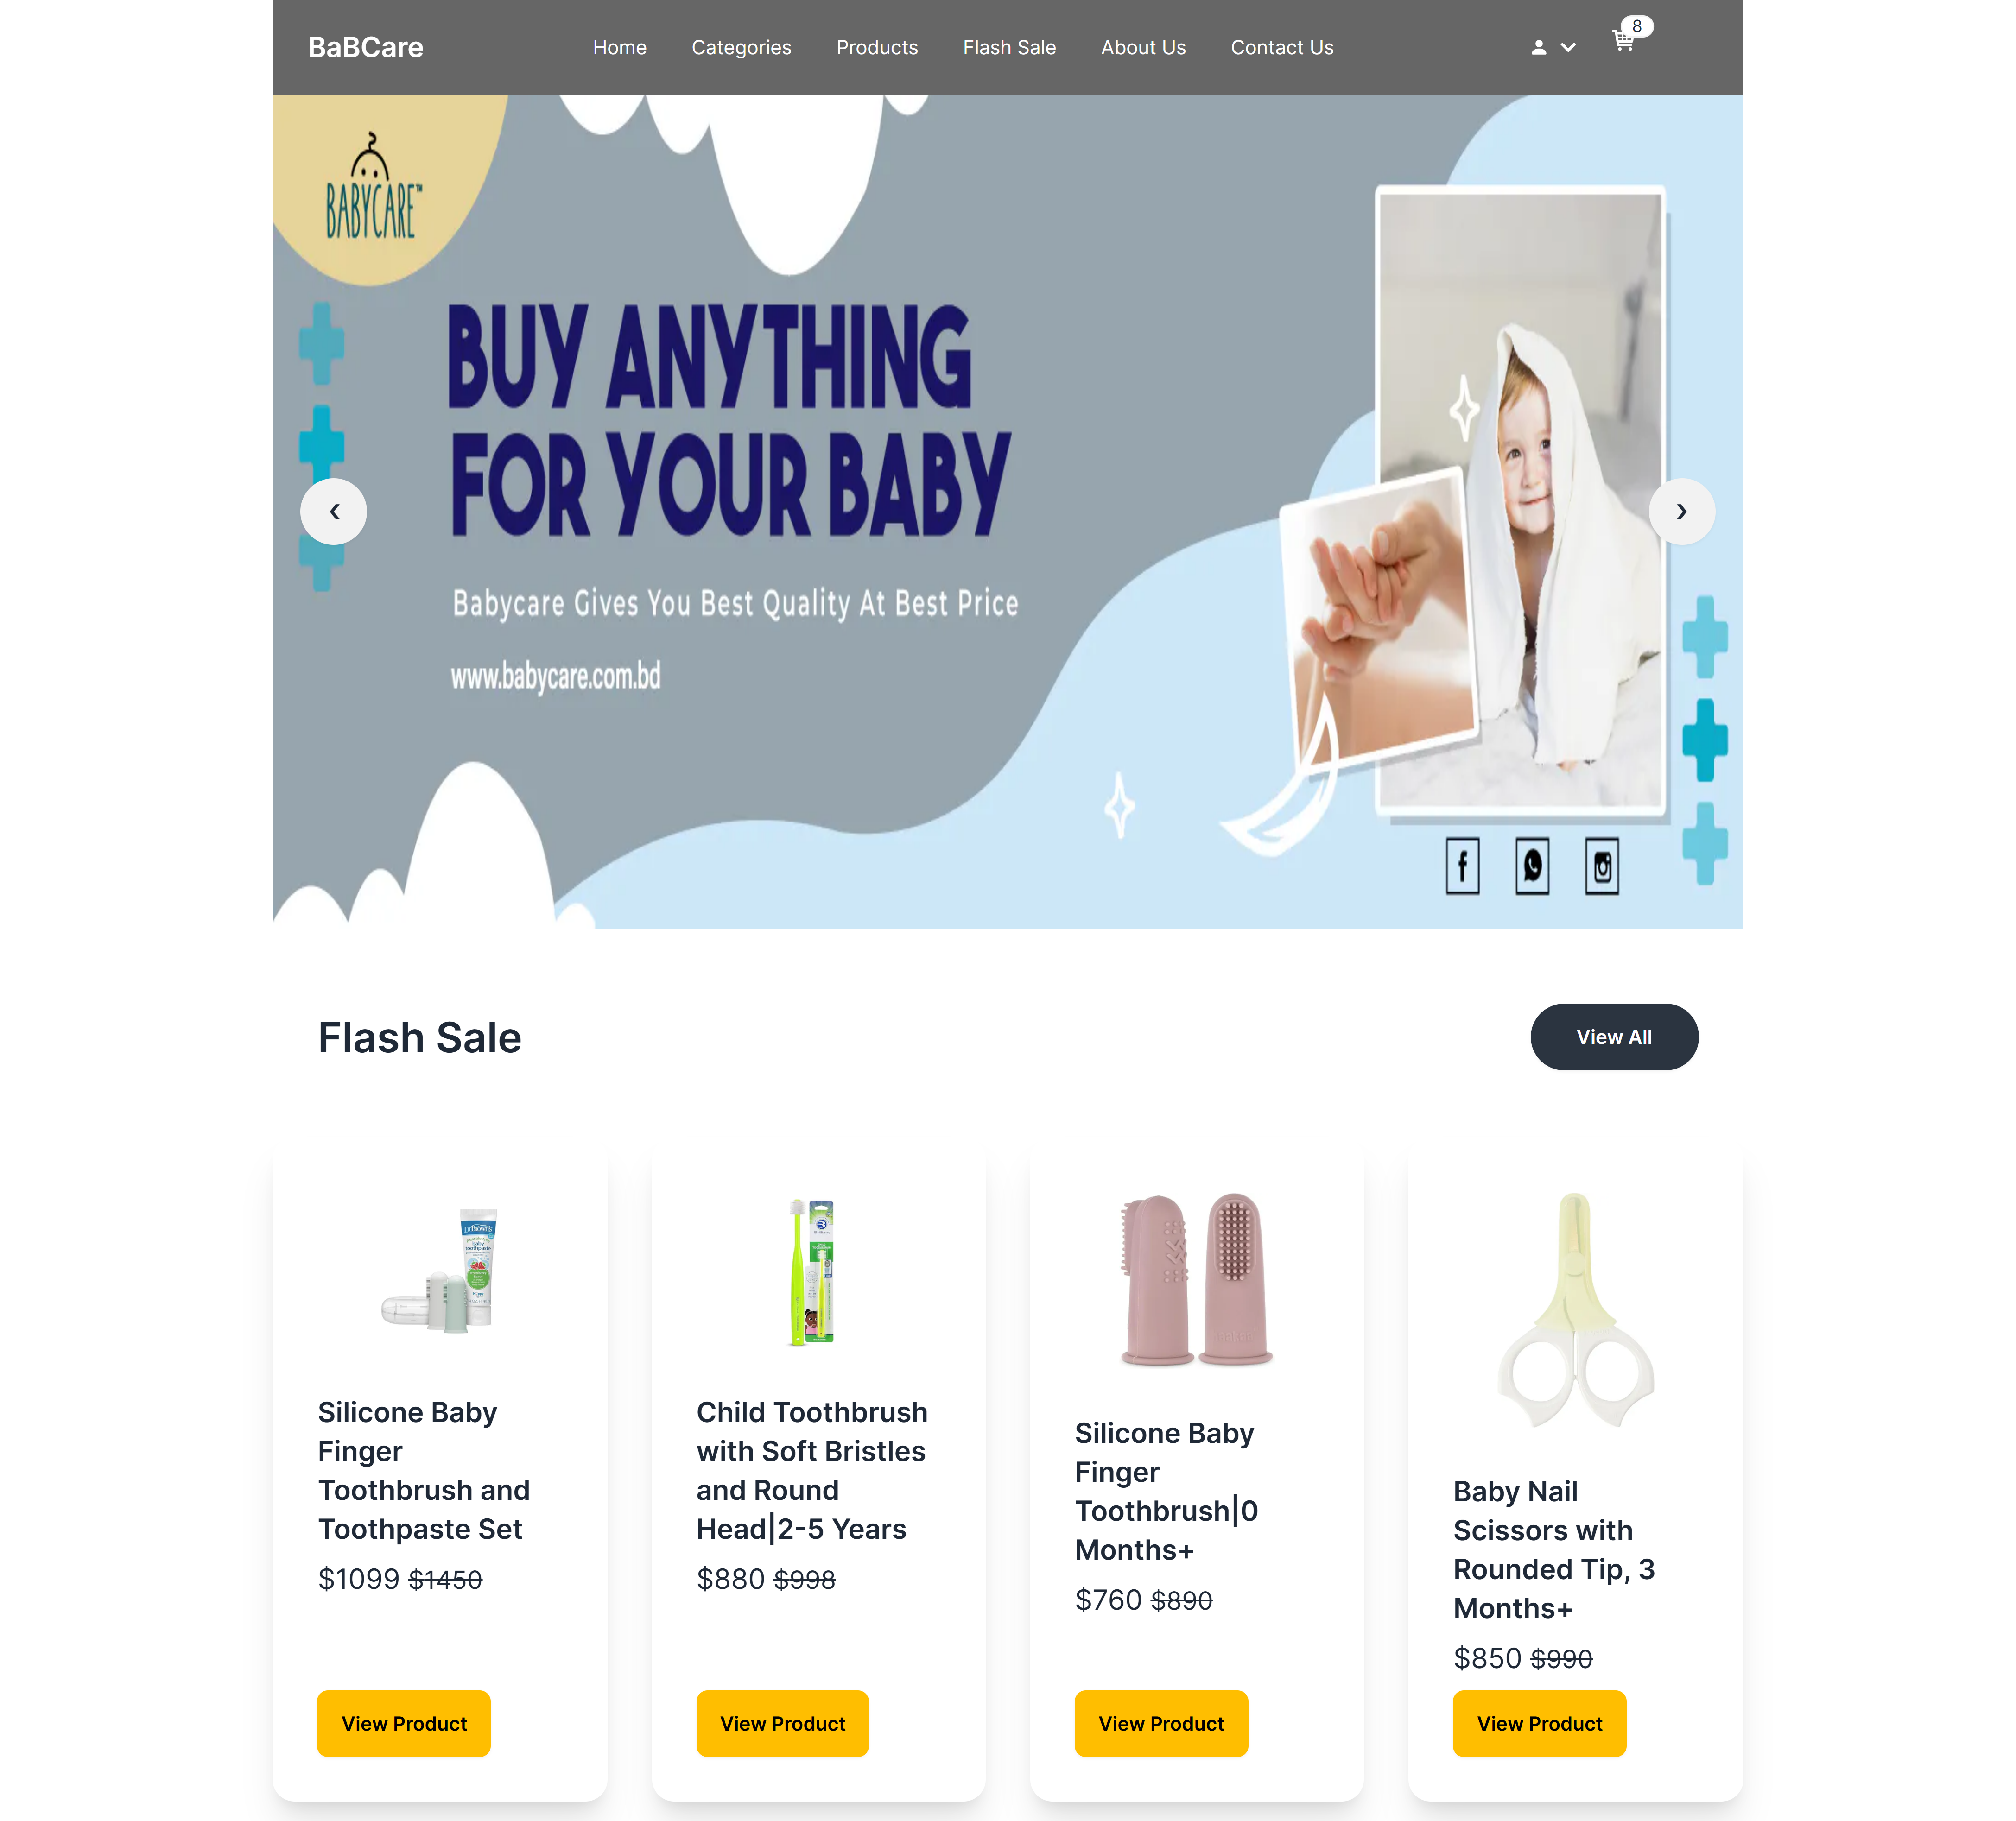 BaBCare
Home Categories Products Flash Sale About Us Contact Us
8
BABYCARE™
BUY ANYTHING
FOR YOUR BABY
Babycare Gives You Best Quality At Best Price
www.babycare.com.bd
Flash Sale
View All
Dr Brown's
baby
toothpaste
Silicone Baby
Finger
Toothbrush and
Toothpaste Set
$1099 $1450
View Product
Child Toothbrush
with Soft Bristles
and Round
Head|2-5 Years
$880 $998
View Product
Silicone Baby
Finger
Toothbrush|0
Months+
$760 $890
View Product
Baby Nail
Scissors with
Rounded Tip, 3
Months+
$850 $990
View Product